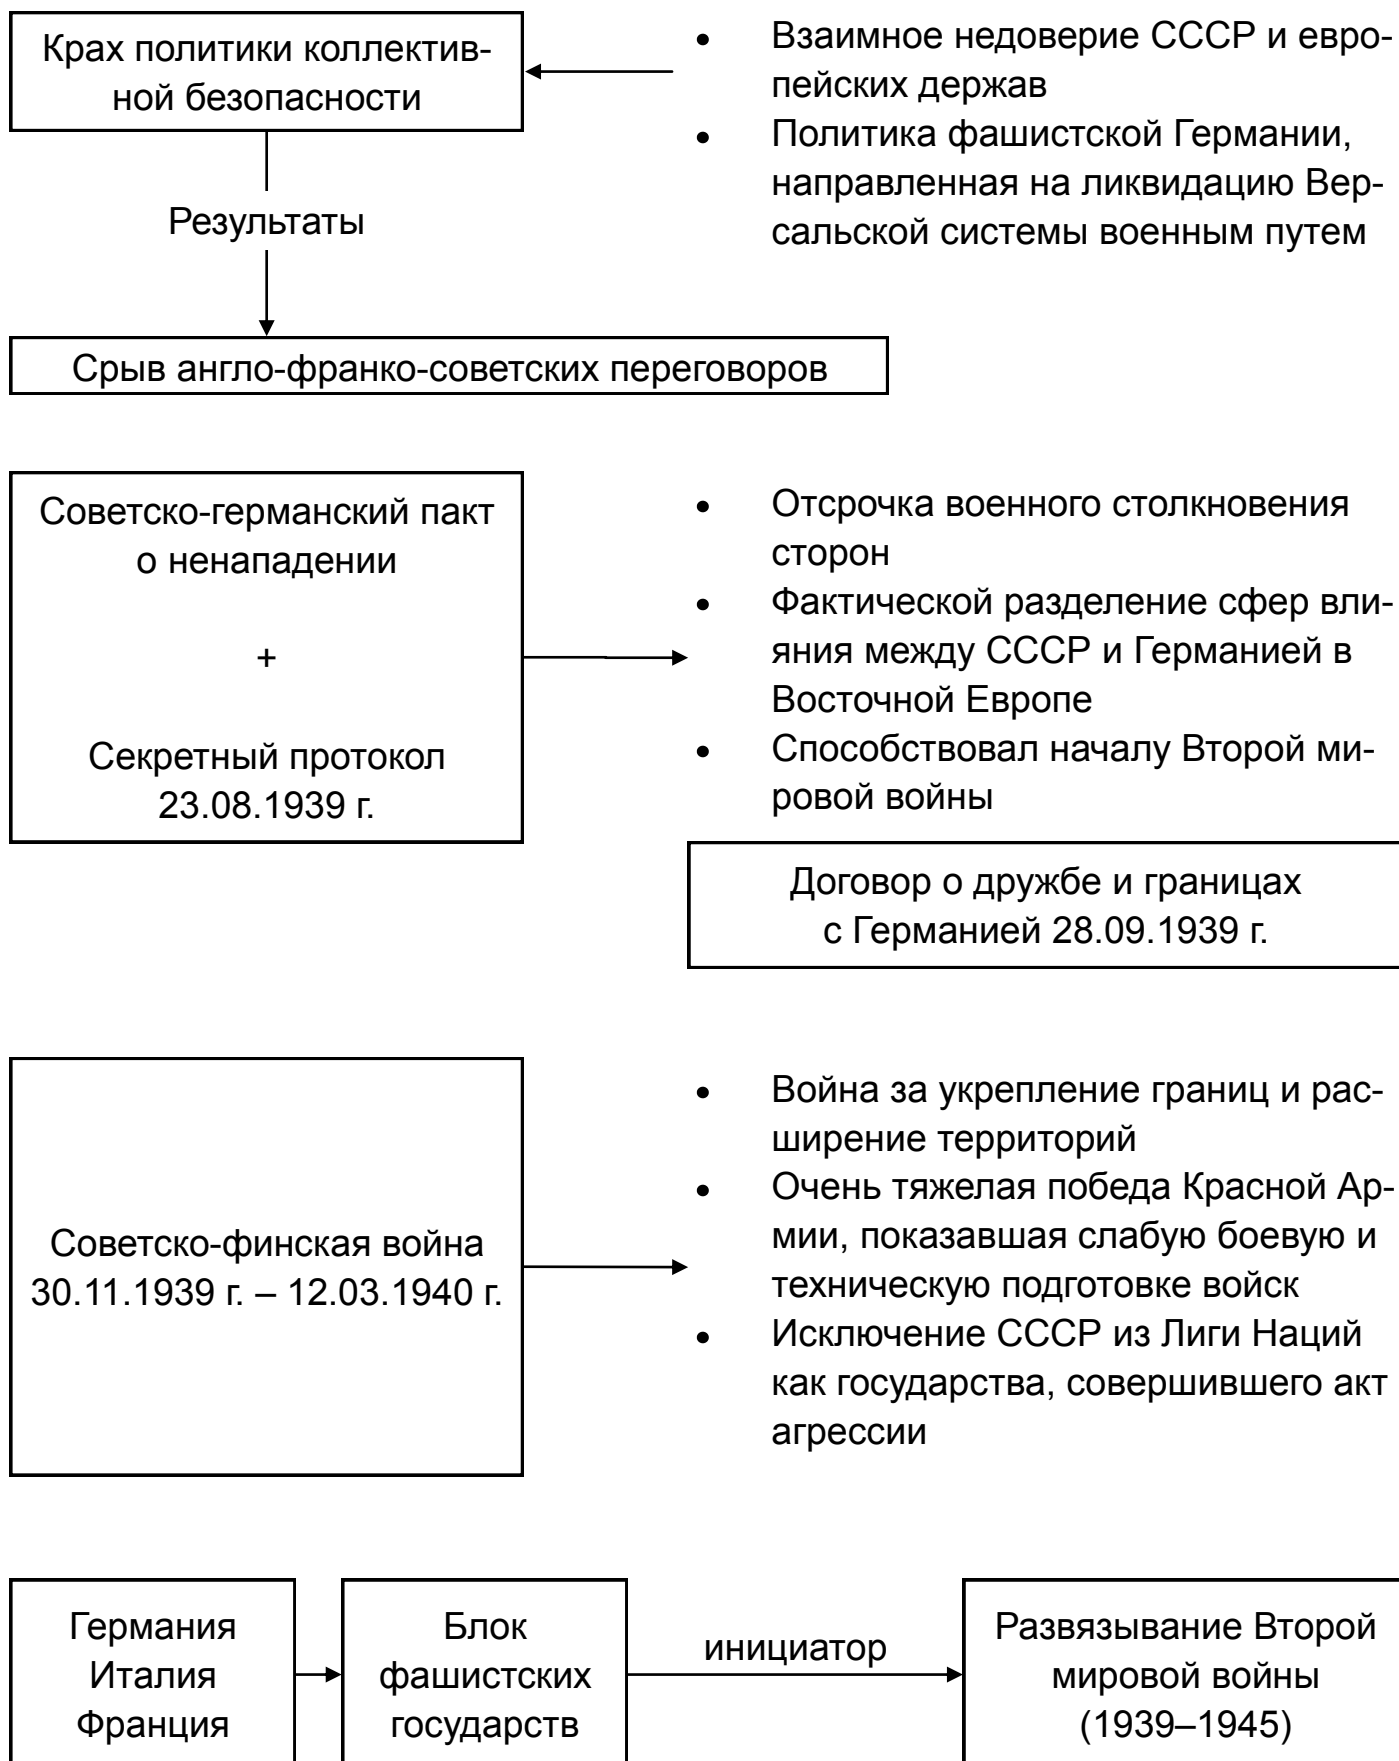 Крах политики коллектив-
ной безопасности
• Взаимное недоверие СССР и евро-
пейских держав
• Политика фашистской Германии,
направленная на ликвидацию Вер-
сальской системы военным путем
Результаты
Срыв англо-франко-советских переговоров
Советско-германский пакт
о ненападении
+
Секретный протокол
23.08.1939 г.
• Отсрочка военного столкновения
сторон
• Фактической разделение сфер вли-
яния между СССР и Германией в
Восточной Европе
• Способствовал началу Второй ми-
ровой войны
Договор о дружбе и границах
с Германией 28.09.1939 г.
Советско-финская война
30.11.1939 г. – 12.03.1940 г.
• Война за укрепление границ и рас-
ширение территорий
• Очень тяжелая победа Красной Ар-
мии, показавшая слабую боевую и
техническую подготовке войск
• Исключение СССР из Лиги Наций
как государства, совершившего акт
агрессии
Германия
Италия
Франция
Блок
фашистских
государств
инициатор
Развязывание Второй
мировой войны
(1939–1945)